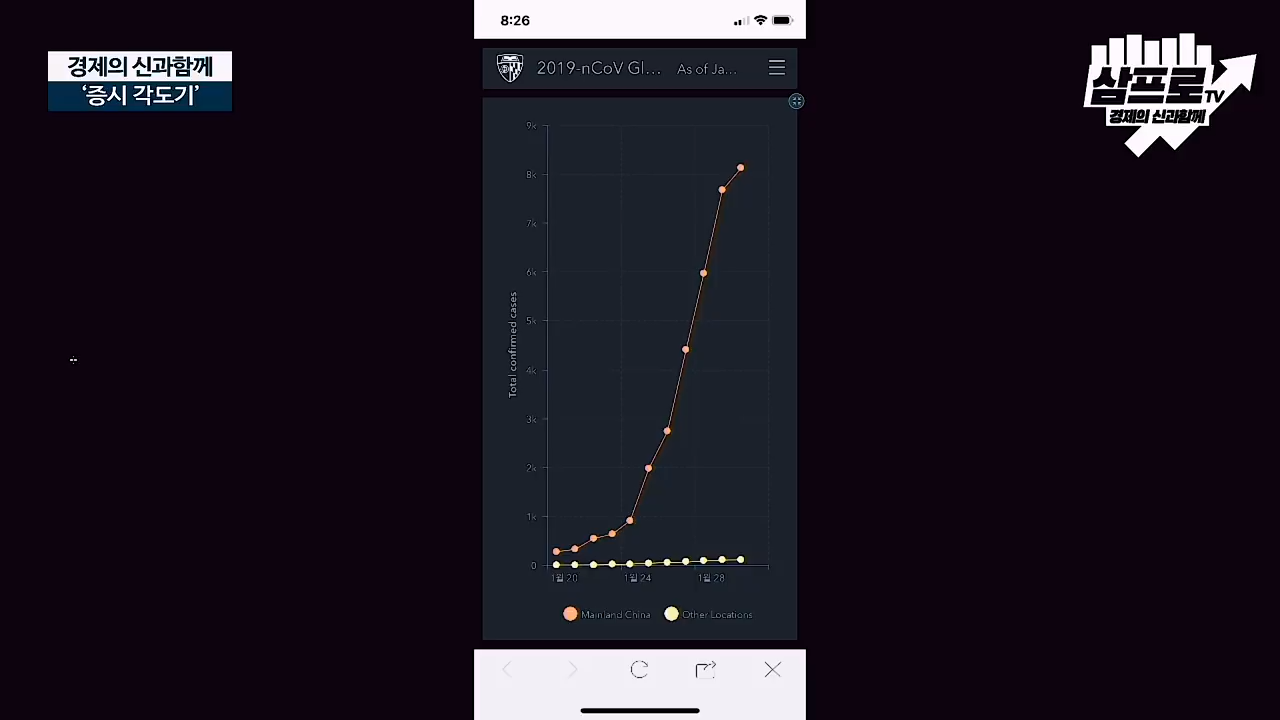 8:26
경제의 신과함께
'증시 각도기'
삼프로TV
경제의 신과함께
2019-nCoV Gl... As of Ja...
9k
8k
7k
6k
5k
4k
3k
2k
1k
0
Total confirmed cases
1월 20 1월 24 1월 28
Mainland China Other Locations